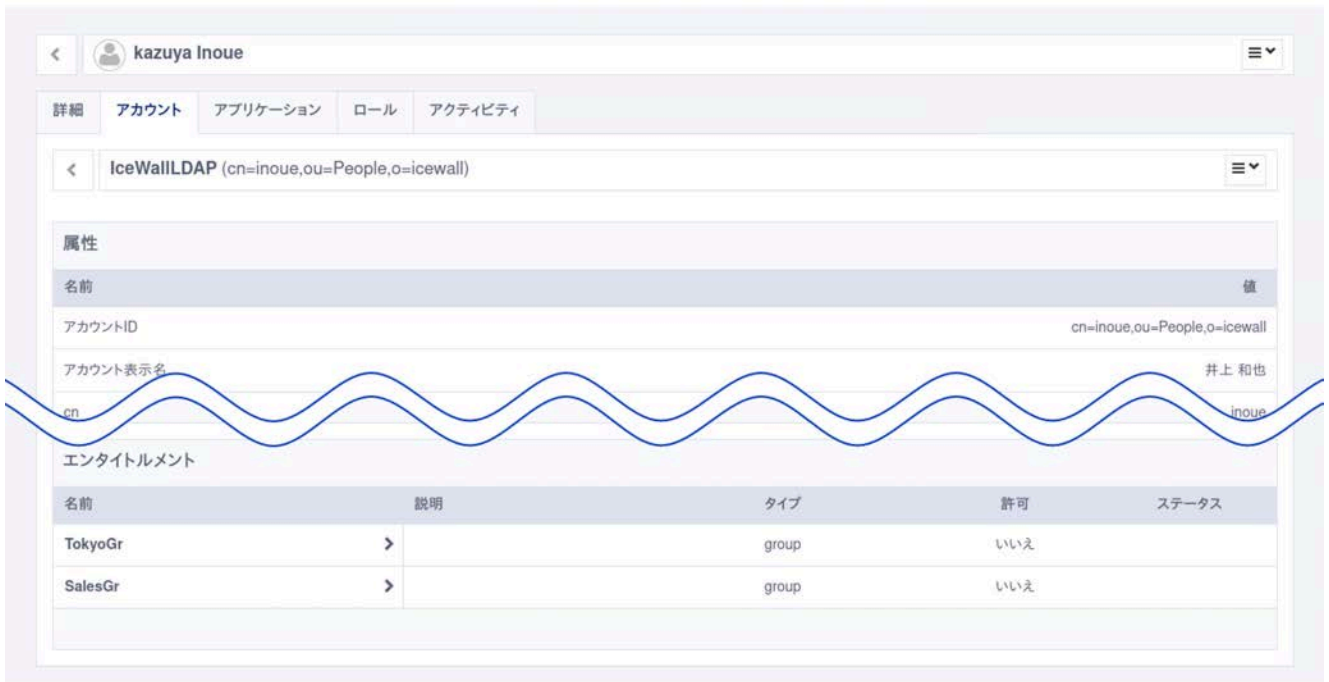 kazuya Inoue
詳細 アカウント アプリケーション ロール アクティビティ
IceWallLDAP (cn=inoue,ou=People,o=icewall)
属性
名前 値
アカウントID cn=inoue,ou=People,o=icewall
アカウント表示名 井上 和也
cn inoue
エンタイトルメント
名前 説明 タイプ 許可 ステータス
TokyoGr group いいえ
SalesGr group いいえ